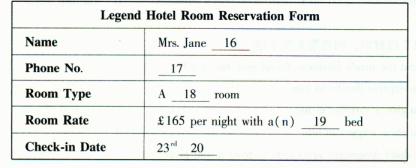 Legend Hotel Room Reservation Form
Name Mrs. Jane 16
Phone No. 17
Room Type A 18 room
Room Rate £165 per night with a(n) 19 bed
Check-in Date 23rd 20